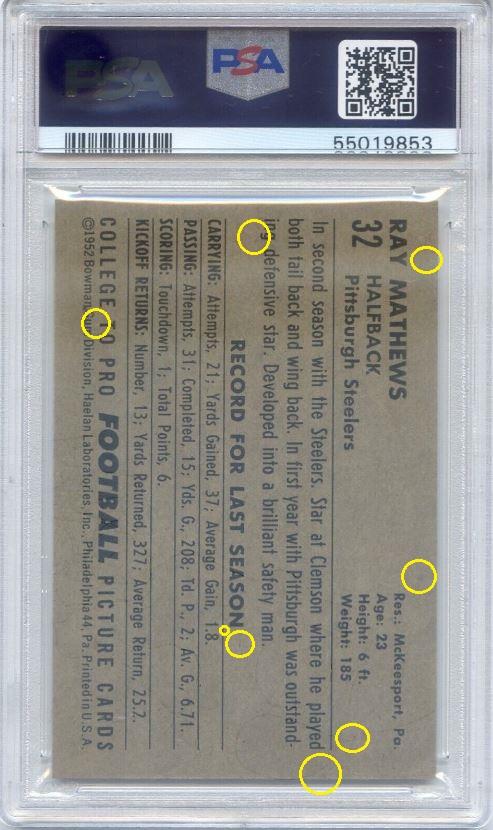 PSA
PSA
55019853
RAY MATHEWS
32 HALFBACK
Pittsburgh Steelers
Res.: McKeesport, Pa.
Age: 23
Height: 6 ft.
Weight: 185
In second season with the Steelers. Star at Clemson where he played
both tail back and wing back. In first year with Pittsburgh was outstand-
ing defensive star. Developed into a brilliant safety man.
RECORD FOR LAST SEASON
CARRYING: Attempts, 21; Yards Gained, 37; Average Gain, 1.8.
PASSING: Attempts, 31; Completed, 15; Yds. G., 208; Td. P., 2; Av. G., 6.71.
SCORING: Touchdown, 1; Total Points, 6.
KICKOFF RETURNS: Number, 13; Yards Returned, 327; Average Return, 25.2.
COLLEGE TO PRO FOOTBALL PICTURE CARDS
©1952 Bowman Gum Division, Haelan Laboratories, Inc., Philadelphia 44, Pa. Printed in U.S.A.